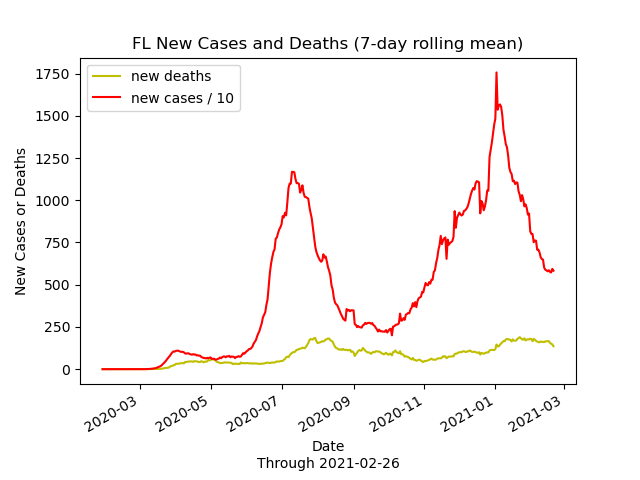 FL New Cases and Deaths (7-day rolling mean)
new deaths
new cases / 10
New Cases or Deaths
1750
1500
1250
1000
750
500
250
0
2020-03
2020-05
2020-07
2020-09
2020-11
2021-01
2021-03
Date
Through 2021-02-26